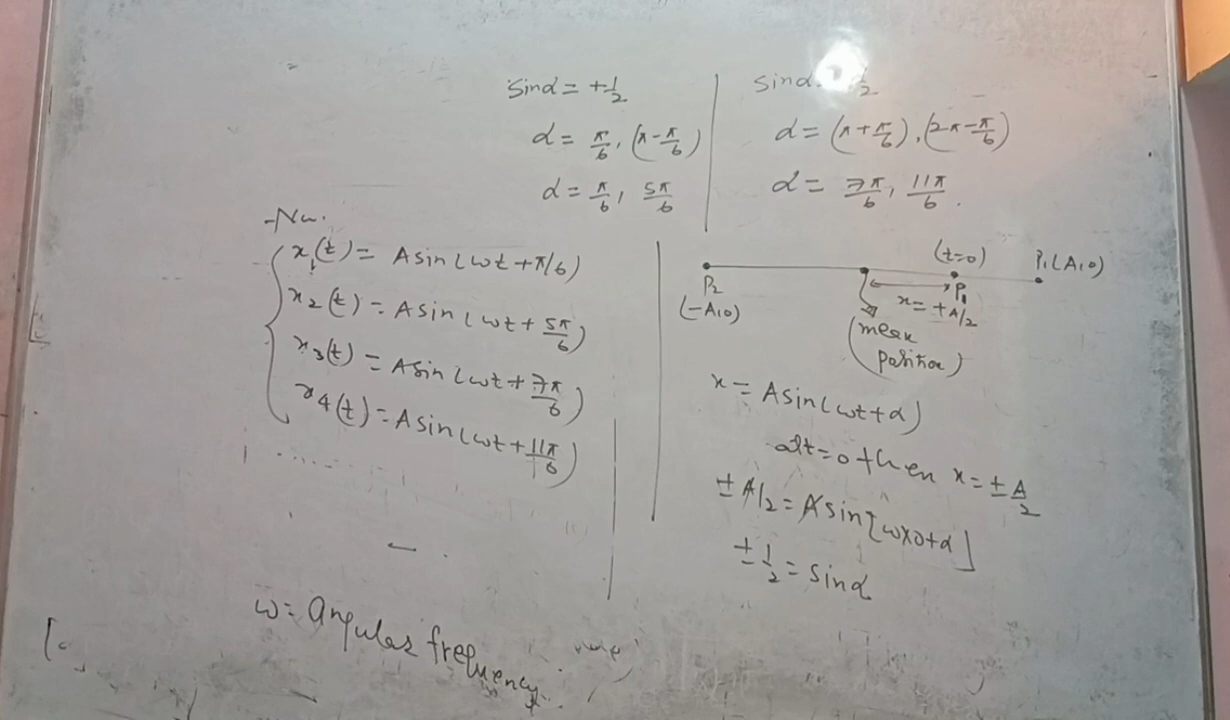 sinα = +1/2
α = π/6, (π-π/6)
α = π/6, 5π/6
sinα
α = (π+π/6), (2π-π/6)
α = 7π/6, 11π/6.
x₁(t) = A sin(ωt + π/6)
x₂(t) = A sin(ωt + 5π/6)
x₃(t) = A sin(ωt + 7π/6)
x₄(t) = A sin(ωt + 11π/6)
(t=0)
P₁(A,0)
P₂
P₁
(-A,0)
x = +A/2
(mean
position)
x = A sin(ωt+α)
at t=0 then x = ±A/2
±A/2 = A sin[ω×0+α]
±1/2 = sinα
ω = angular frequency.